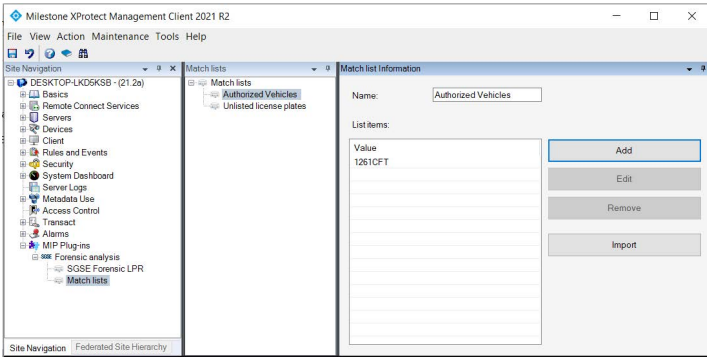 Milestone XProtect Management Client 2021 R2
File View Action Maintenance Tools Help
Site Navigation
DESKTOP-LKD5KSB - (21.2a)
Basics
Remote Connect Services
Servers
Devices
Client
Rules and Events
Security
System Dashboard
Server Logs
Metadata Use
Access Control
Transact
Alarms
MIP Plug-ins
Forensic analysis
SGSE Forensic LPR
Match lists
Site Navigation Federated Site Hierarchy
Match lists
Match lists
Authorized Vehicles
Unlisted license plates
Match list Information
Name: Authorized Vehicles
List items:
Value
1261CFT
Add
Edit
Remove
Import